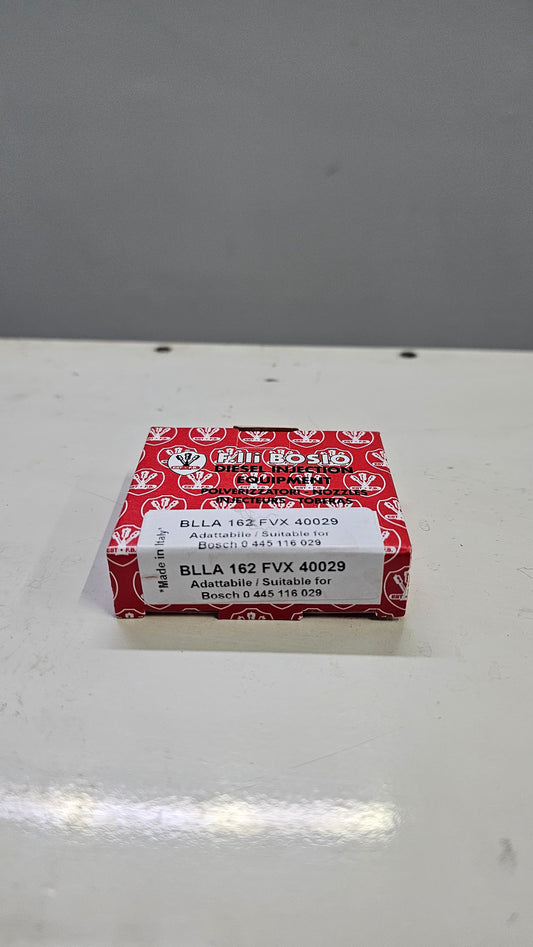 F.lli BOSIO
DIESEL INJECTION
EQUIPMENT
POLVERIZZATORI - NOZZLES
INJECTEURS - TOBERAS
"Made in Italy"
BLLA 162 FVX 40029
Adattabile / Suitable for
Bosch 0 445 116 029
BLLA 162 FVX 40029
Adattabile / Suitable for
Bosch 0 445 116 029